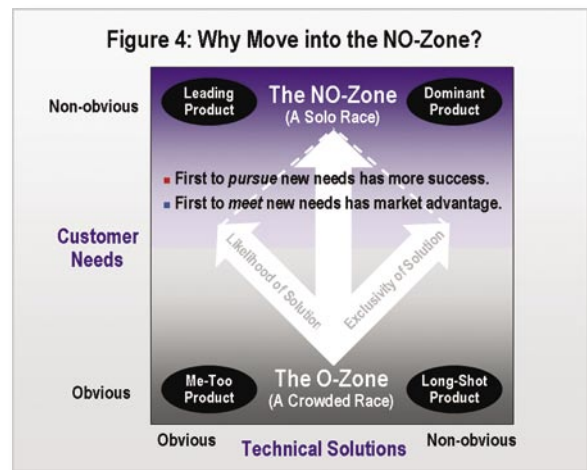 Figure 4: Why Move into the NO-Zone?
Non-obvious
Leading
Product
The NO-Zone
(A Solo Race)
Dominant
Product
First to pursue new needs has more success.
First to meet new needs has market advantage.
Customer
Needs
Likelihood of Solution
Exclusivity of Solution
Obvious
Me-Too
Product
The O-Zone
(A Crowded Race)
Long-Shot
Product
Obvious
Technical Solutions
Non-obvious